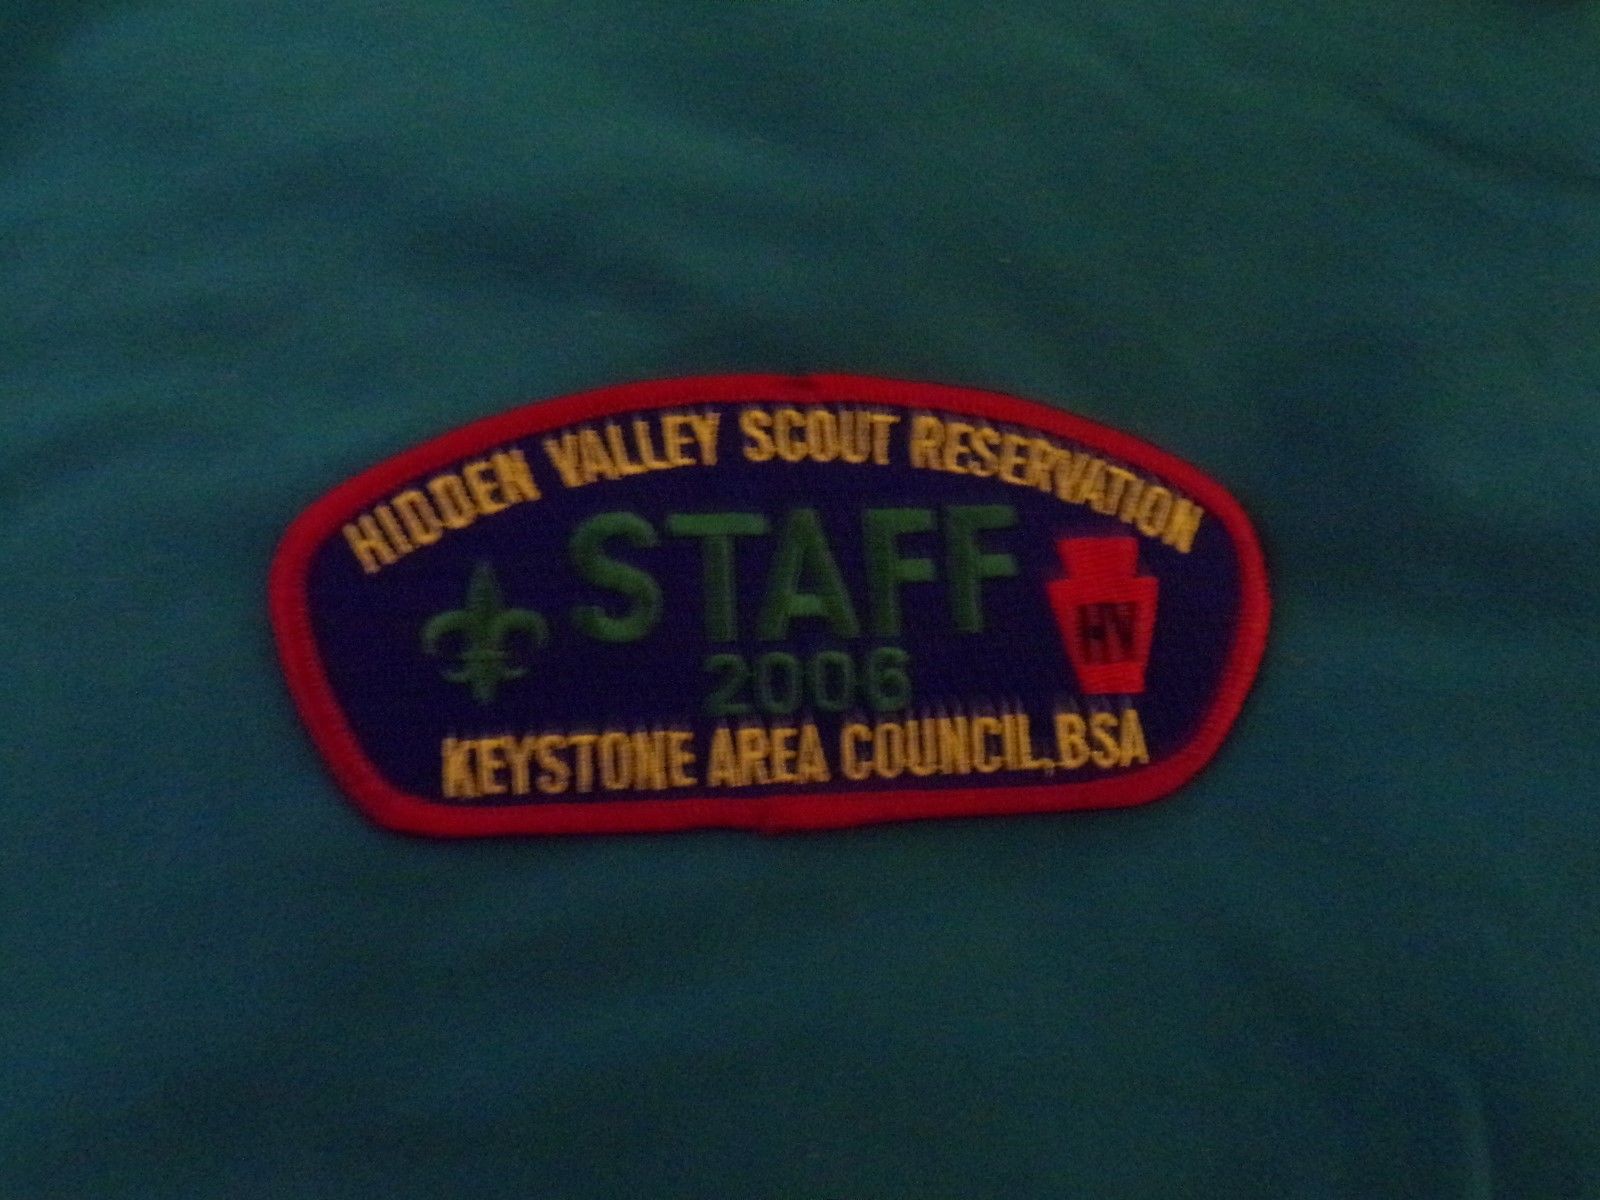 HIDDEN VALLEY SCOUT RESERVATION
STAFF
2006
HV
KEYSTONE AREA COUNCIL, BSA